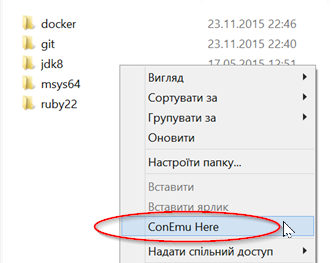 docker 23.11.2015 22:46
git 23.11.2015 22:40
jdk8 17.05.2015 12:51
msys64
ruby22
Вигляд
Сортувати за
Групувати за
Оновити
Настроїти папку...
Вставити
Вставити ярлик
ConEmu Here
Надати спільний доступ